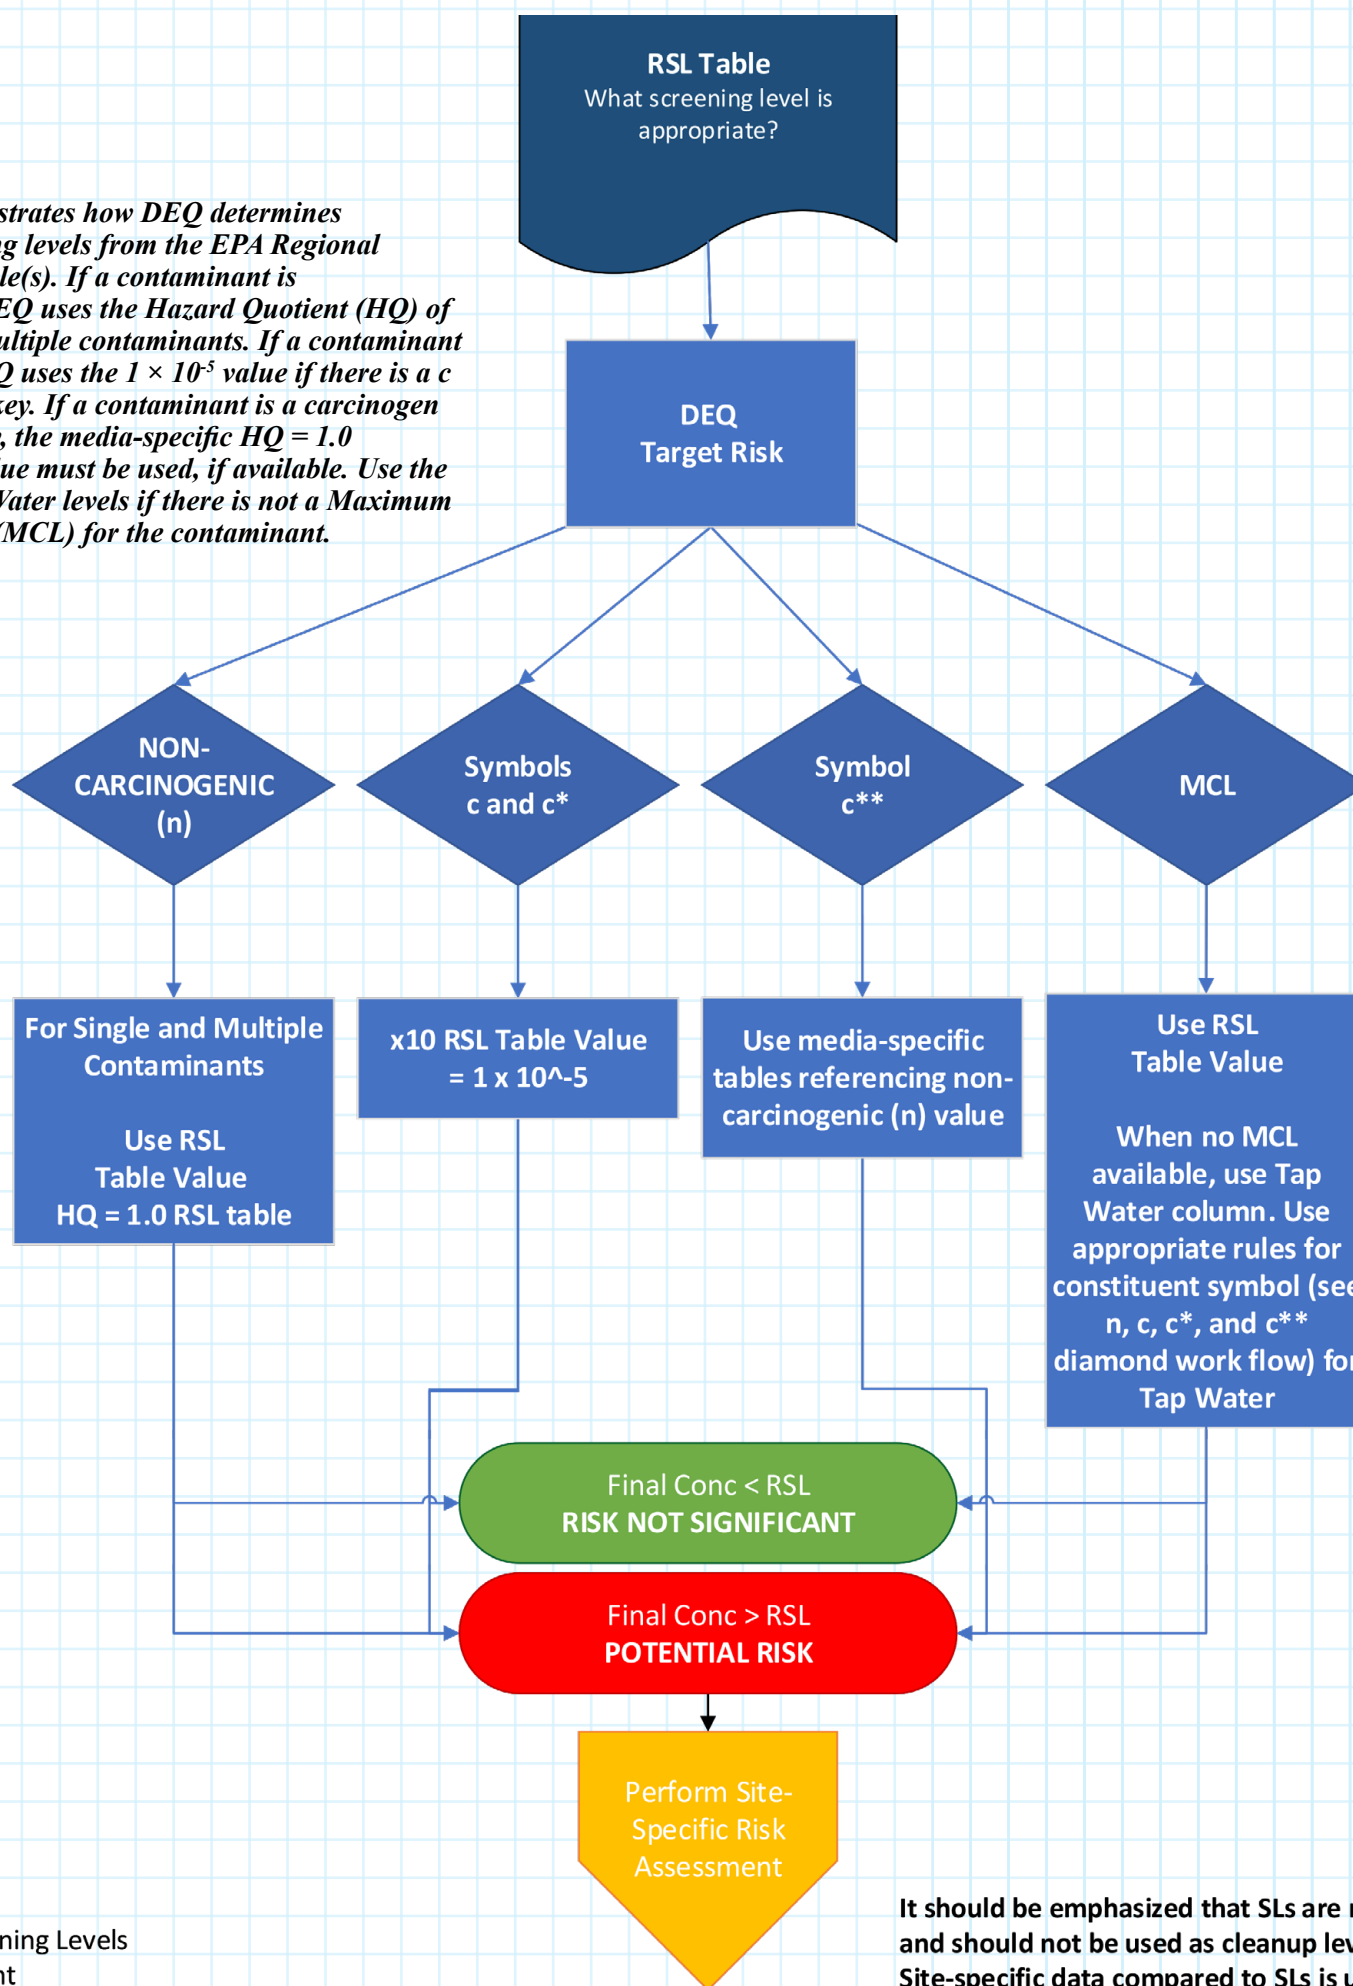 RSL Table
What screening level is
appropriate?
strates how DEQ determines
g levels from the EPA Regional
le(s). If a contaminant is
EQ uses the Hazard Quotient (HQ) of
ultiple contaminants. If a contaminant
Q uses the 1 × 10⁻⁵ value if there is a c
key. If a contaminant is a carcinogen
, the media-specific HQ = 1.0
lue must be used, if available. Use the
Water levels if there is not a Maximum
(MCL) for the contaminant.
DEQ
Target Risk
NON-
CARCINOGENIC
(n)
Symbols
c and c*
Symbol
c**
MCL
For Single and Multiple
Contaminants
Use RSL
Table Value
HQ = 1.0 RSL table
x10 RSL Table Value
= 1 x 10^-5
Use media-specific
tables referencing non-
carcinogenic (n) value
Use RSL
Table Value
When no MCL
available, use Tap
Water column. Use
appropriate rules for
constituent symbol (see
n, c, c*, and c**
diamond work flow) for
Tap Water
Final Conc < RSL
RISK NOT SIGNIFICANT
Final Conc > RSL
POTENTIAL RISK
Perform Site-
Specific Risk
Assessment
ning Levels
nt
It should be emphasized that SLs are
and should not be used as cleanup lev
Site-specific data compared to SLs is u